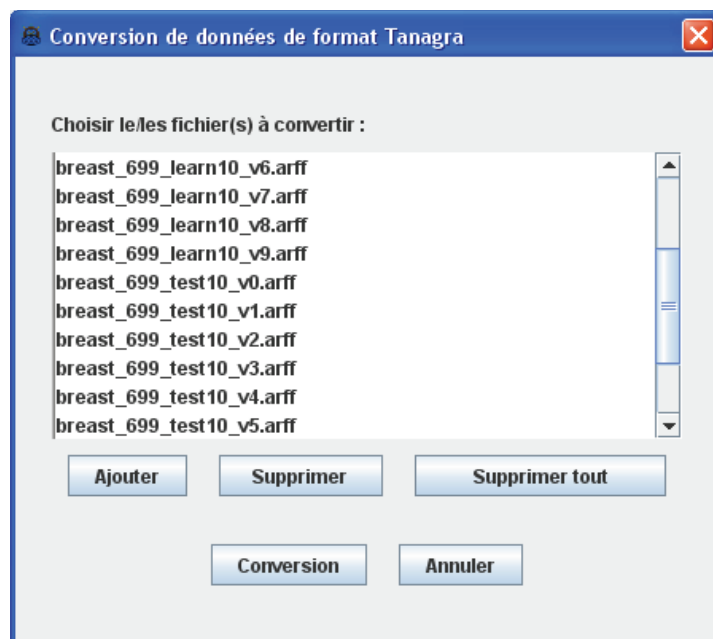 Conversion de données de format Tanagra
Choisir le/les fichier(s) à convertir :
breast_699_learn10_v6.arff
breast_699_learn10_v7.arff
breast_699_learn10_v8.arff
breast_699_learn10_v9.arff
breast_699_test10_v0.arff
breast_699_test10_v1.arff
breast_699_test10_v2.arff
breast_699_test10_v3.arff
breast_699_test10_v4.arff
breast_699_test10_v5.arff
Ajouter Supprimer Supprimer tout
Conversion Annuler